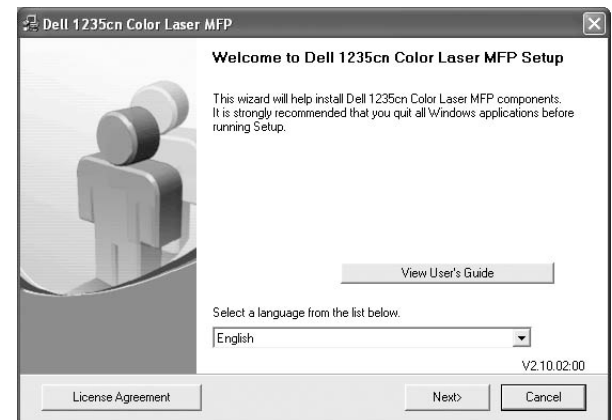 Dell 1235cn Color Laser MFP
Welcome to Dell 1235cn Color Laser MFP Setup
This wizard will help install Dell 1235cn Color Laser MFP components.
It is strongly recommended that you quit all Windows applications before
running Setup.
View User's Guide
Select a language from the list below.
English
V2.10.02:00
License Agreement
Next>
Cancel